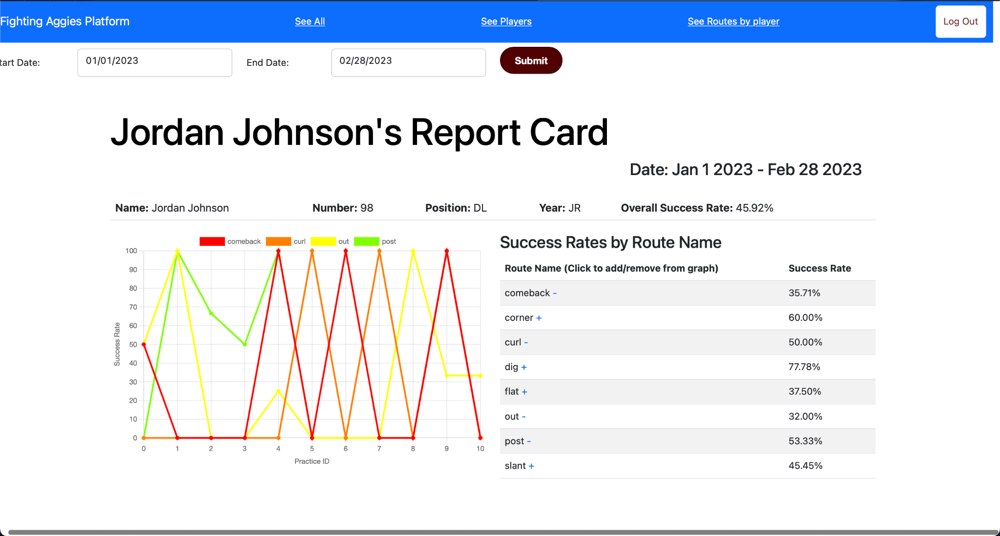 Fighting Aggies Platform See All See Players See Routes by player Log Out
tart Date: 01/01/2023 End Date: 02/28/2023 Submit
Jordan Johnson's Report Card
Date: Jan 1 2023 - Feb 28 2023
Name: Jordan Johnson Number: 98 Position: DL Year: JR Overall Success Rate: 45.92%
comeback curl out post
100
90
80
70
60
50
40
30
20
10
0
Success Rate
0 1 2 3 4 5 6 7 8 9 10
Practice ID
Success Rates by Route Name
Route Name (Click to add/remove from graph) Success Rate
comeback - 35.71%
corner + 60.00%
curl - 50.00%
dig + 77.78%
flat + 37.50%
out - 32.00%
post - 53.33%
slant + 45.45%